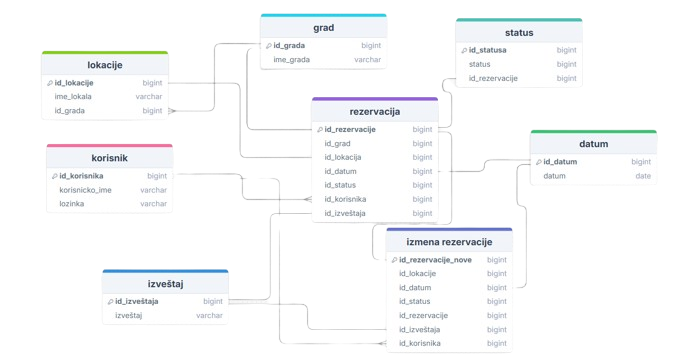 grad
id_grada bigint
ime_grada varchar
status
id_statusa bigint
status bigint
id_rezervacije bigint
lokacije
id_lokacije bigint
ime_lokala varchar
id_grada bigint
rezervacija
id_rezervacije bigint
id_grad bigint
id_lokacija bigint
id_datum bigint
id_status bigint
id_korisnika bigint
id_izveštaja bigint
datum
id_datum bigint
datum date
korisnik
id_korisnika bigint
korisnicko_ime varchar
lozinka varchar
izmena rezervacije
id_rezervacije_nove bigint
id_lokacije bigint
id_datum bigint
id_status bigint
id_rezervacije bigint
id_izveštaja bigint
id_korisnika bigint
izveštaj
id_izveštaja bigint
izveštaj varchar